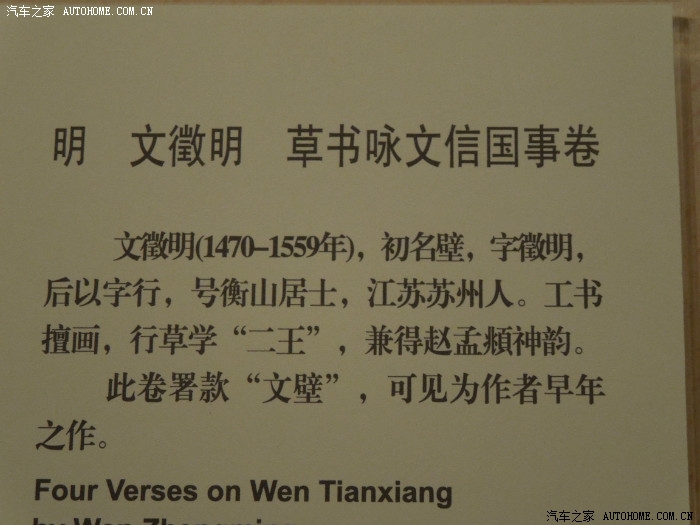 汽车之家 AUTOHOME.COM.CN
明 文徵明 草书咏文信国事卷
文徵明(1470–1559年)，初名壁，字徵明，
后以字行，号衡山居士，江苏苏州人。工书
擅画，行草学“二王”，兼得赵孟頫神韵。
此卷署款“文壁”，可见为作者早年
之作。
Four Verses on Wen Tianxiang
by Wen Zhengmin
汽车之家 AUTOHOME.COM.CN